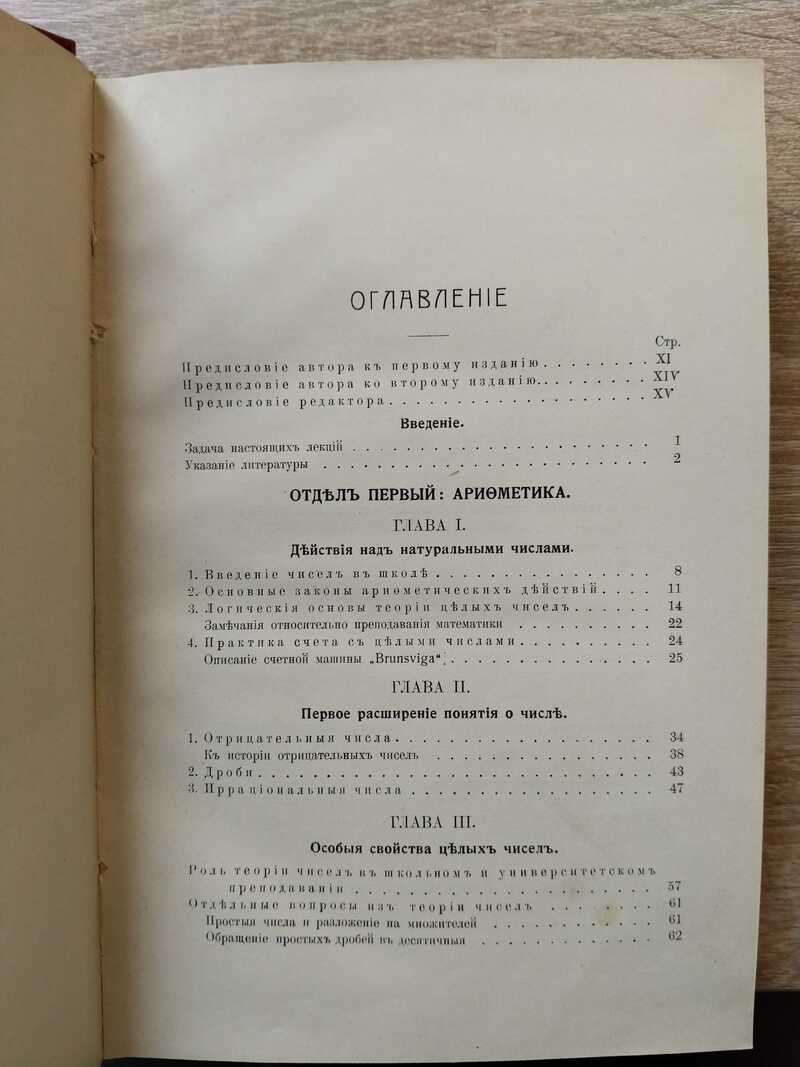 ОГЛАВЛЕНІЕ
Стр.
Предисловіе автора къ первому изданію . . . . . . . . XI
Предисловіе автора ко второму изданію. . . . . . . . . XIV
Предисловіе редактора . . . . . . . . . . . . . . . . . . . XV
Введеніе.
Задача настоящихъ лекцій . . . . . . . . . . . . . . . . . . . . . 1
Указаніе литературы . . . . . . . . . . . . . . . . . . . . . . . . 2
ОТДѢЛЪ ПЕРВЫЙ: АРИѲМЕТИКА.
ГЛАВА I.
Дѣйствія надъ натуральными числами.
1. Введеніе чиселъ въ школѣ . . . . . . . . . . . . . . . . 8
2. Основные законы ариѳметическихъ дѣйствій . . . . 11
3. Логическія основы теоріи цѣлыхъ чиселъ . . . . . . 14
Замѣчанія относительно преподаванія математики . . . . . . . . . . 22
4. Практика счета съ цѣлыми числами . . . . . . . . . . 24
Описаніе счетной машины „Brunsviga“ . . . . . . . . . . . . . . . 25
ГЛАВА II.
Первое расширеніе понятія о числѣ.
1. Отрицательныя числа . . . . . . . . . . . . . . . . . . . 34
Къ исторіи отрицательныхъ чиселъ . . . . . . . . . . . . . . . . 38
2. Дроби . . . . . . . . . . . . . . . . . . . . . . . . . . . . . 43
3. Ирраціональныя числа . . . . . . . . . . . . . . . . . . 47
ГЛАВА III.
Особыя свойства цѣлыхъ чиселъ.
Роль теоріи чиселъ въ школьномъ и университетскомъ
преподаваніи . . . . . . . . . . . . . . . . . . . . . . 57
Отдѣльные вопросы изъ теоріи чиселъ . . . . . . . . 61
Простыя числа и разложеніе на множителей . . . . . . . . . . . . . 61
Обращеніе простыхъ дробей въ десятичныя . . . . . . . . . . . . . 62